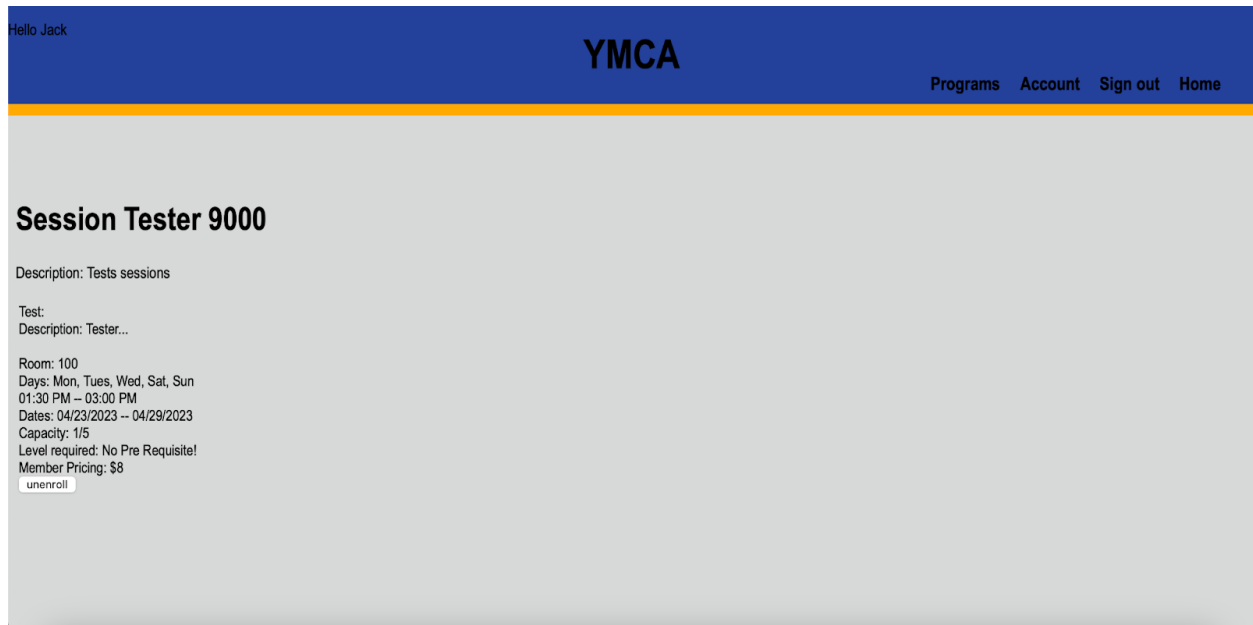 Hello Jack
YMCA
Programs Account Sign out Home
Session Tester 9000
Description: Tests sessions
Test:
Description: Tester...
Room: 100
Days: Mon, Tues, Wed, Sat, Sun
01:30 PM -- 03:00 PM
Dates: 04/23/2023 -- 04/29/2023
Capacity: 1/5
Level required: No Pre Requisite!
Member Pricing: $8
unenroll